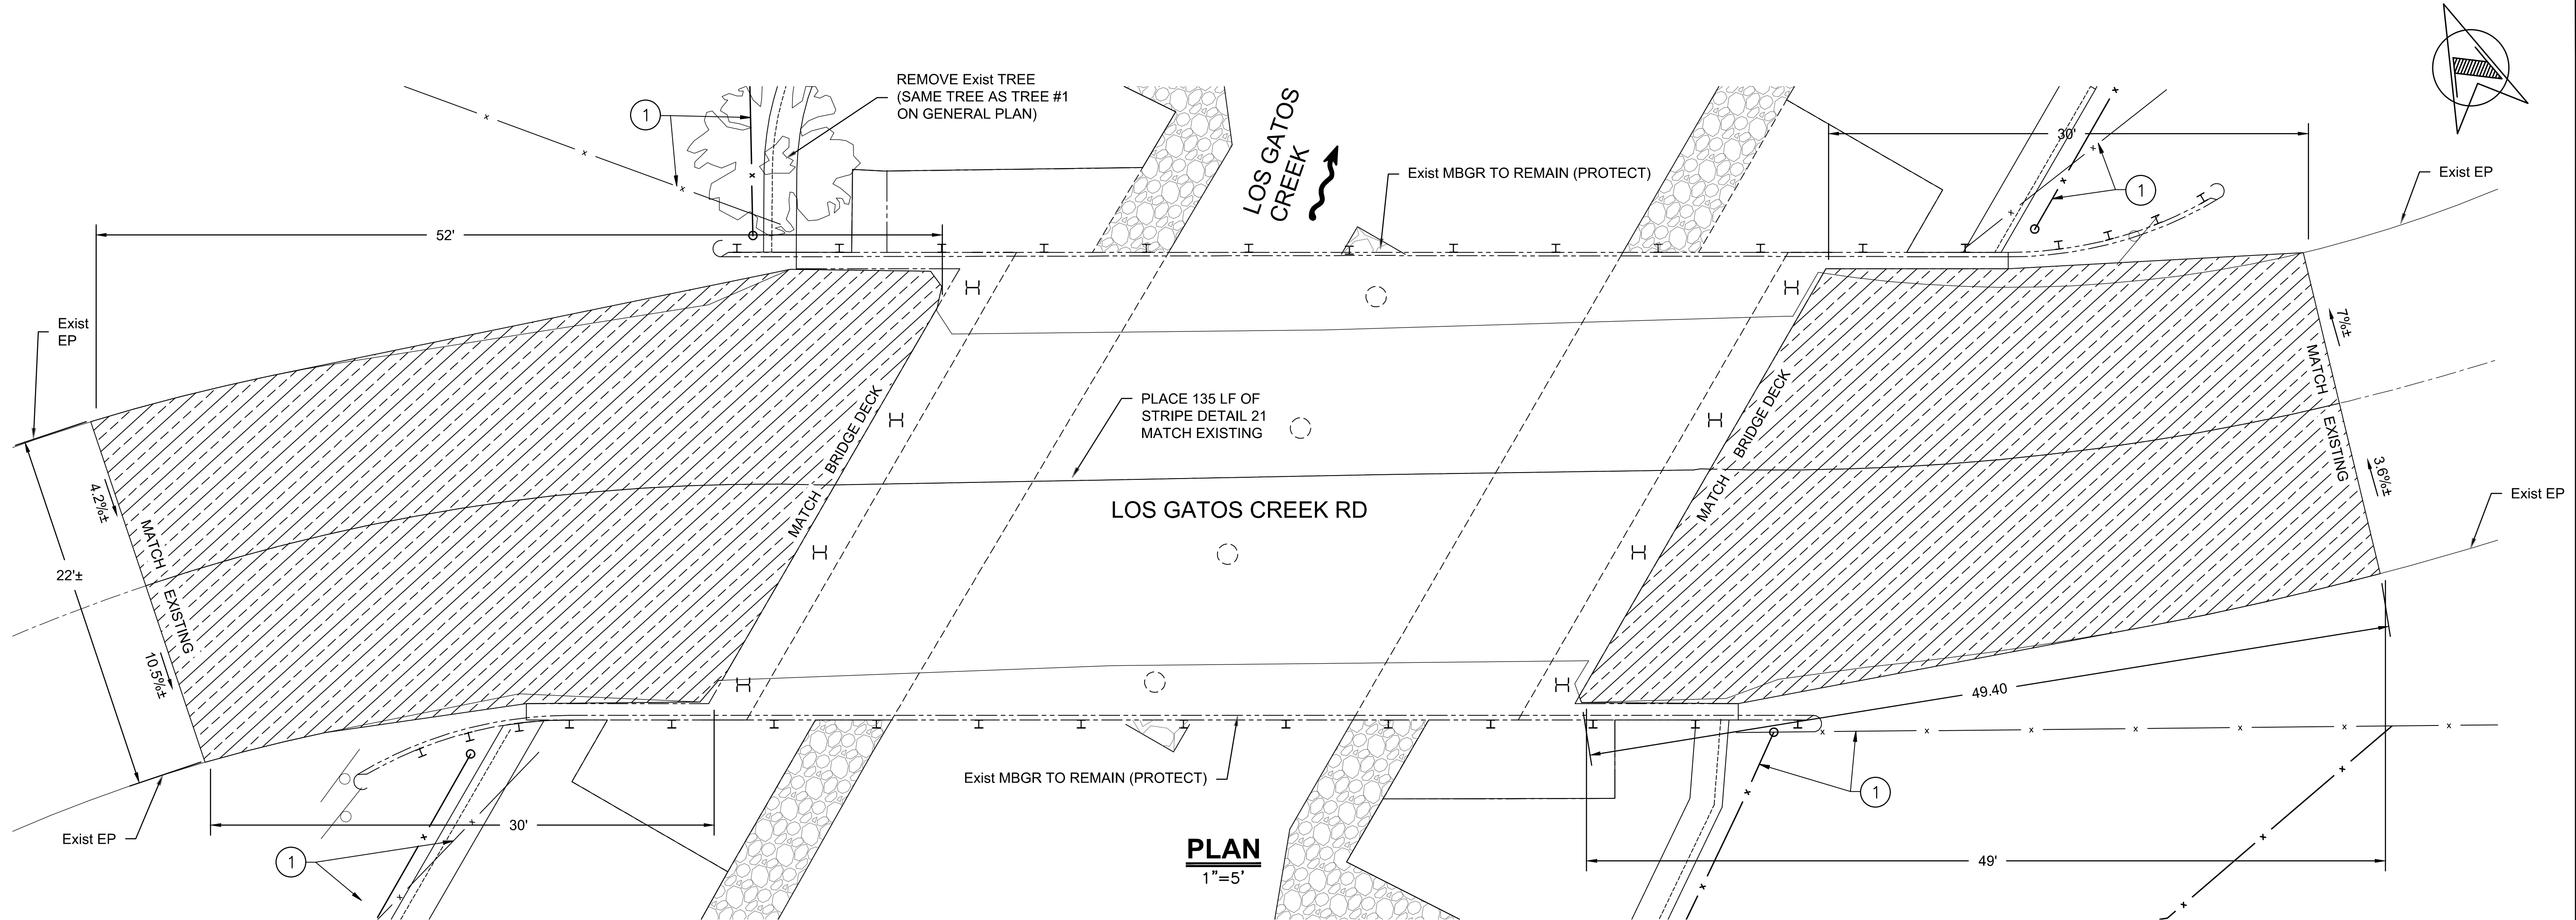 REMOVE Exist TREE
(SAME TREE AS TREE #1
ON GENERAL PLAN)
1
LOS GATOS
CREEK
Exist MBGR TO REMAIN (PROTECT)
30'
1
Exist EP
52'
Exist
EP
7%±
MATCH EXISTING
3.6%±
Exist EP
MATCH BRIDGE DECK
PLACE 135 LF OF
STRIPE DETAIL 21
MATCH EXISTING
MATCH BRIDGE DECK
LOS GATOS CREEK RD
4.2%±
MATCH EXISTING
22'±
10.5%±
49.40
Exist MBGR TO REMAIN (PROTECT)
1
30'
Exist EP
1
PLAN
1"=5'
49'